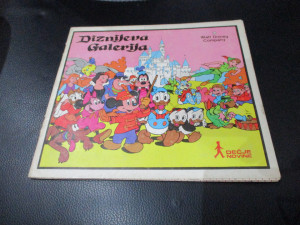 Diznijeva
Galerija
Walt Disney
Company
DEČJE
NOVINE